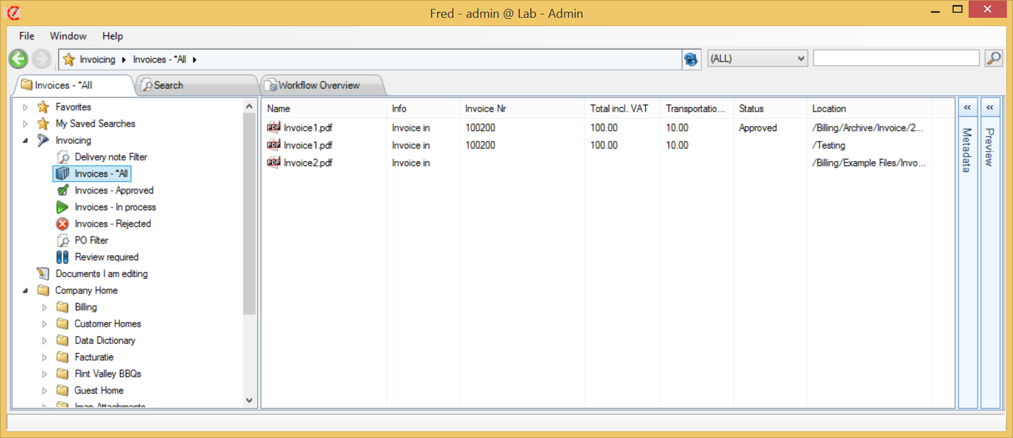 Fred - admin @ Lab - Admin
File Window Help
Invoicing Invoices - *All (ALL)
Invoices - *All Search Workflow Overview
Favorites
My Saved Searches
Invoicing
Delivery note Filter
Invoices - *All
Invoices - Approved
Invoices - In process
Invoices - Rejected
PO Filter
Review required
Documents I am editing
Company Home
Billing
Customer Homes
Data Dictionary
Facturatie
Flint Valley BBQs
Guest Home
Name Info Invoice Nr Total incl. VAT Transportatio... Status Location
Invoice1.pdf Invoice in 100200 100.00 10.00 Approved /Billing/Archive/Invoice/2...
Invoice1.pdf Invoice in 100200 100.00 10.00 /Testing
Invoice2.pdf Invoice in /Billing/Example Files/Invo...
Metadata
Preview